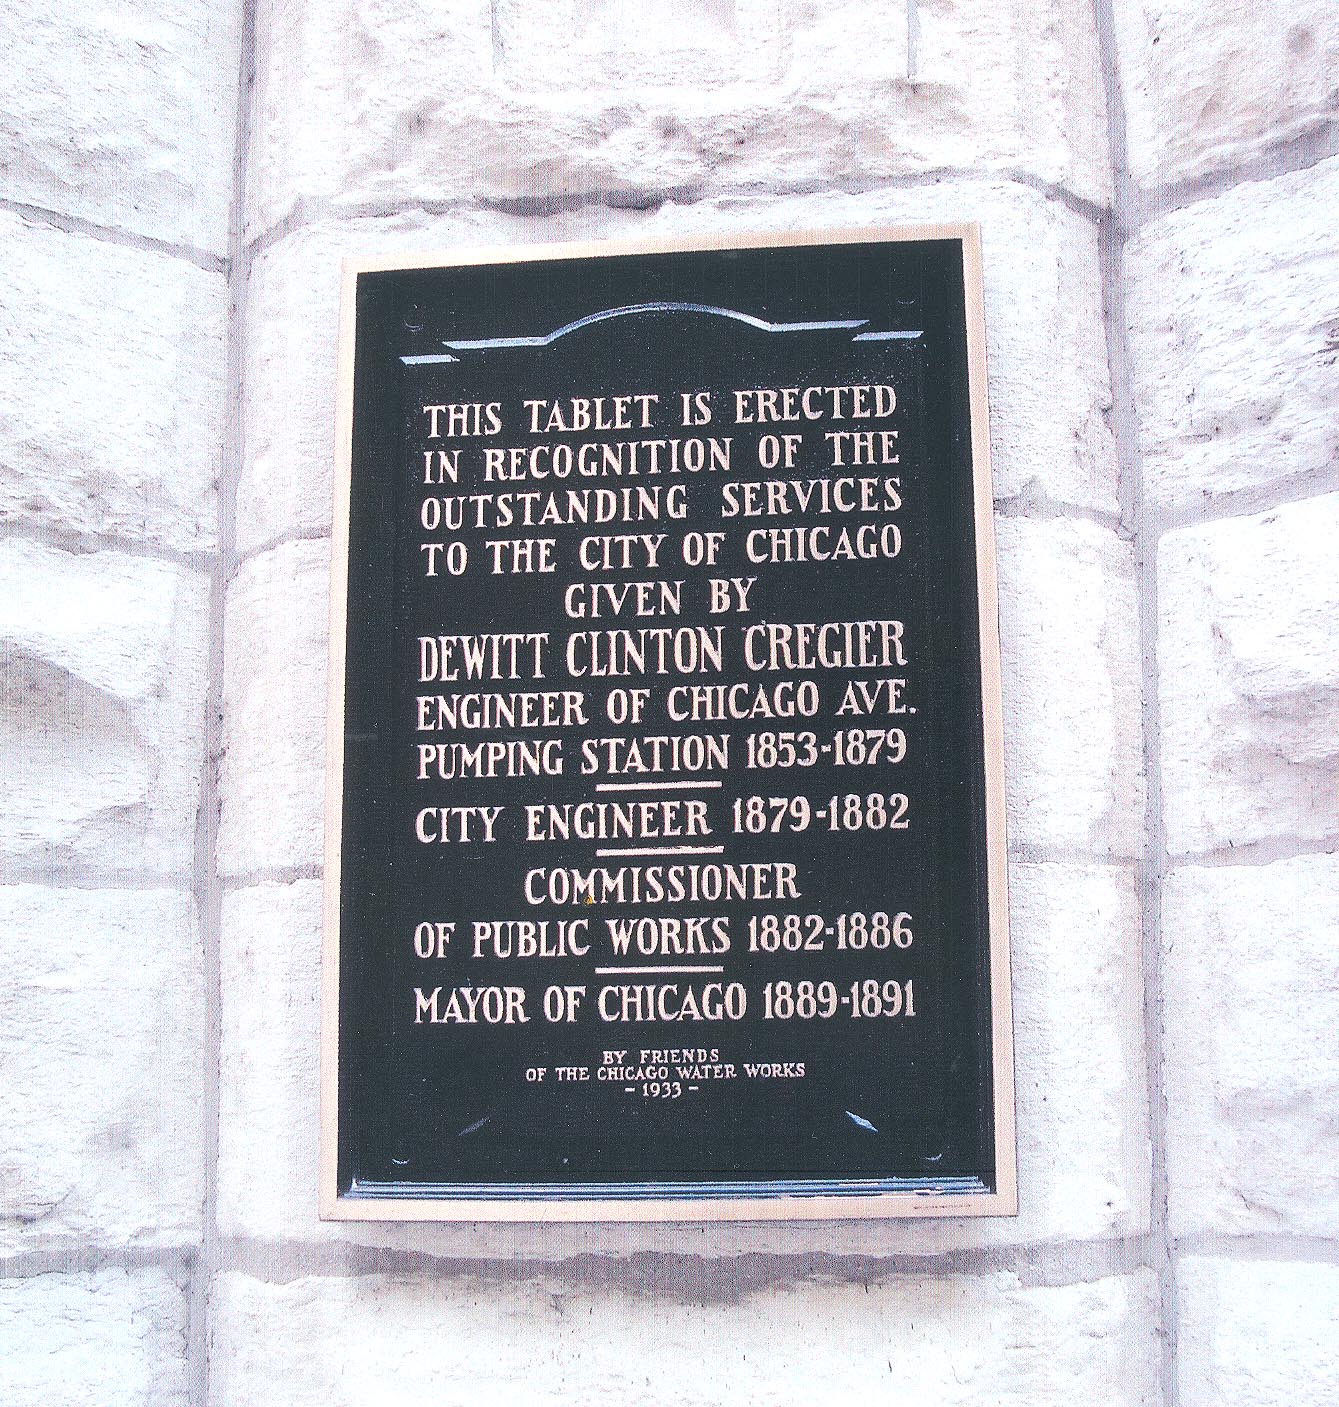 THIS TABLET IS ERECTED
IN RECOGNITION OF THE
OUTSTANDING SERVICES
TO THE CITY OF CHICAGO
GIVEN BY
DEWITT CLINTON CREGIER
ENGINEER OF CHICAGO AVE.
PUMPING STATION 1853-1879
CITY ENGINEER 1879-1882
COMMISSIONER
OF PUBLIC WORKS 1882-1886
MAYOR OF CHICAGO 1889-1891
BY FRIENDS
OF THE CHICAGO WATER WORKS
- 1933 -